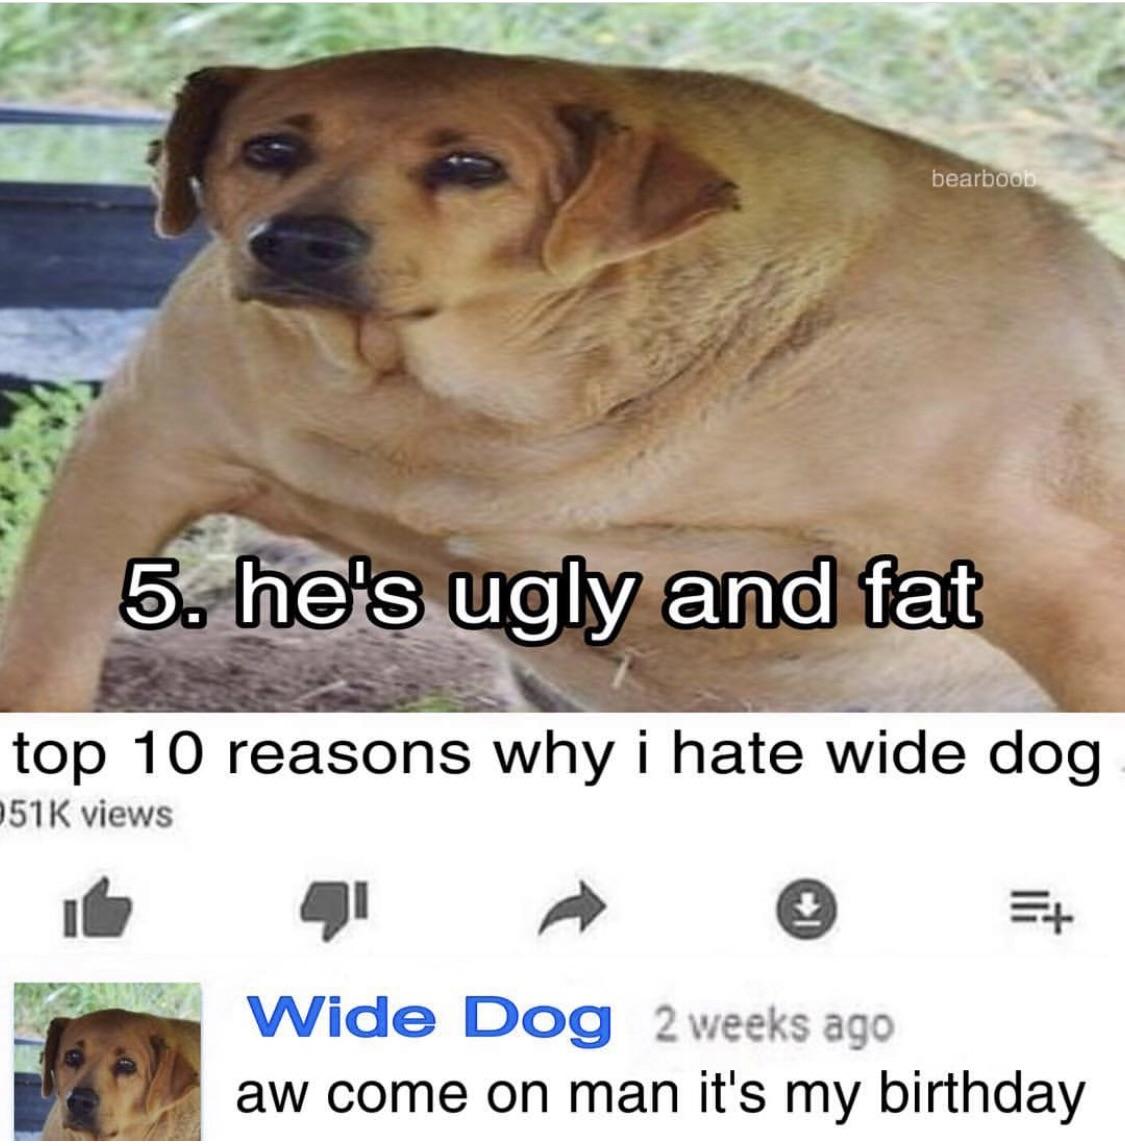 bearboob
5. he's ugly and fat
top 10 reasons why i hate wide dog
951K views
Wide Dog 2 weeks ago
aw come on man it's my birthday